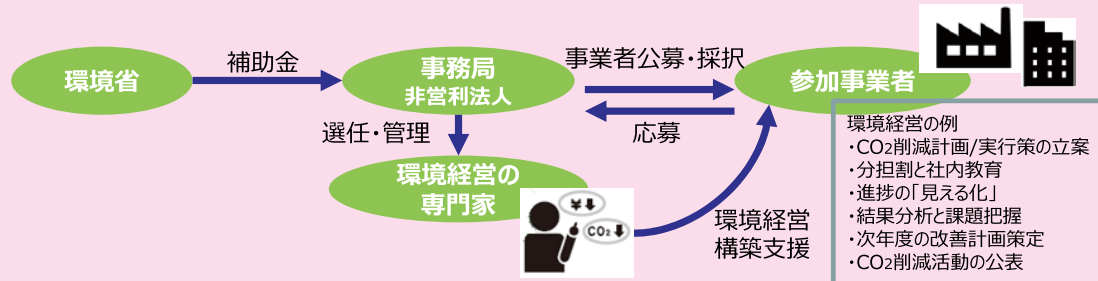 環境省
補助金
事務局
非営利法人
事業者公募・採択
応募
参加事業者
選任・管理
環境経営の
専門家
¥⬇
CO₂⬇
環境経営
構築支援
環境経営の例
・CO2削減計画/実行策の立案
・分担割と社内教育
・進捗の「見える化」
・結果分析と課題把握
・次年度の改善計画策定
・CO2削減活動の公表